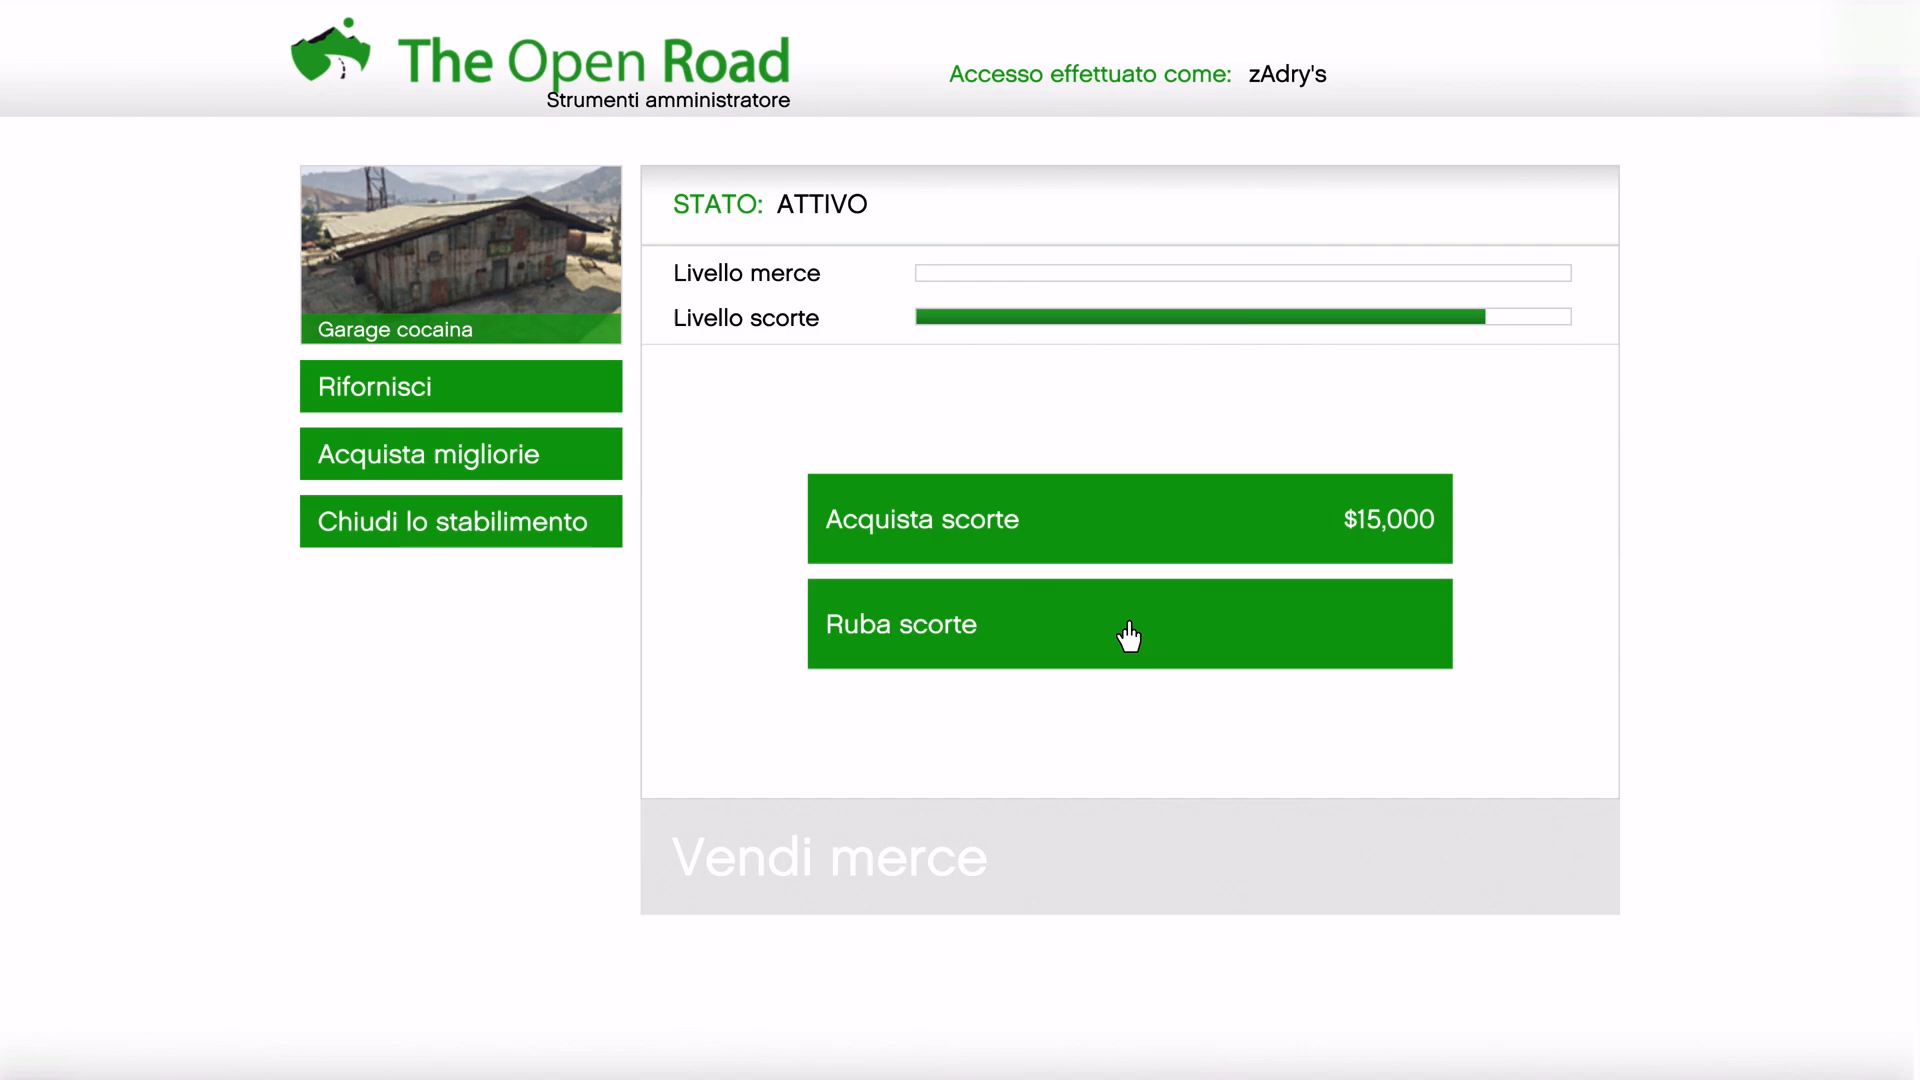 The Open Road
Strumenti amministratore
Accesso effettuato come: zAdry's
Garage cocaina
Rifornisci
Acquista migliorie
Chiudi lo stabilimento
STATO: ATTIVO
Livello merce
Livello scorte
Acquista scorte $15,000
Ruba scorte
Vendi merce